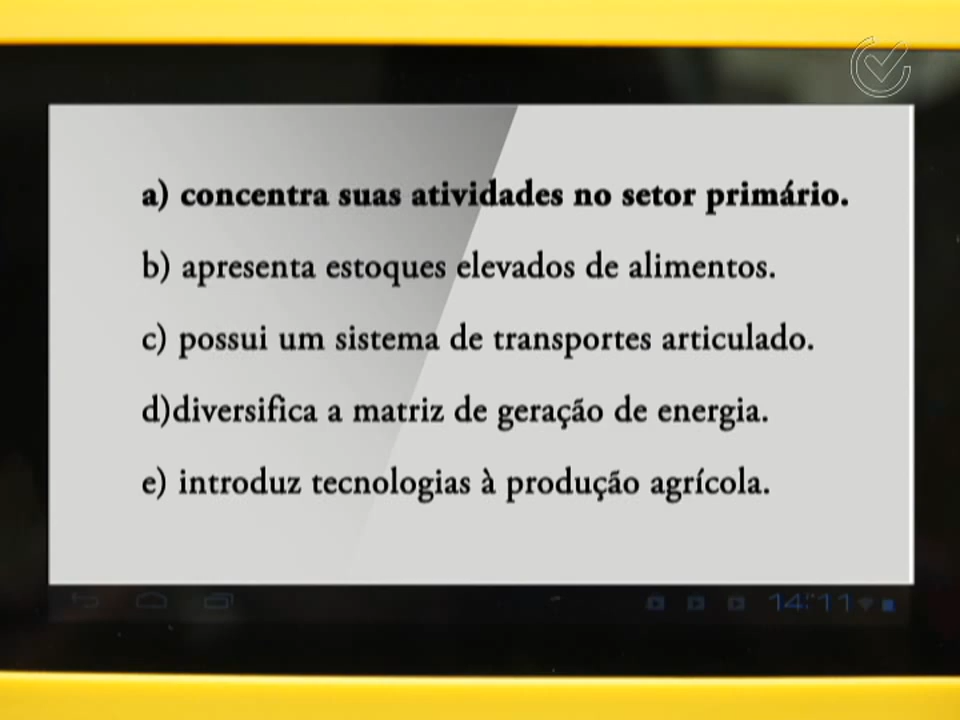 a) concentra suas atividades no setor primário.
b) apresenta estoques elevados de alimentos.
c) possui um sistema de transportes articulado.
d)diversifica a matriz de geração de energia.
e) introduz tecnologias à produção agrícola.
14:11